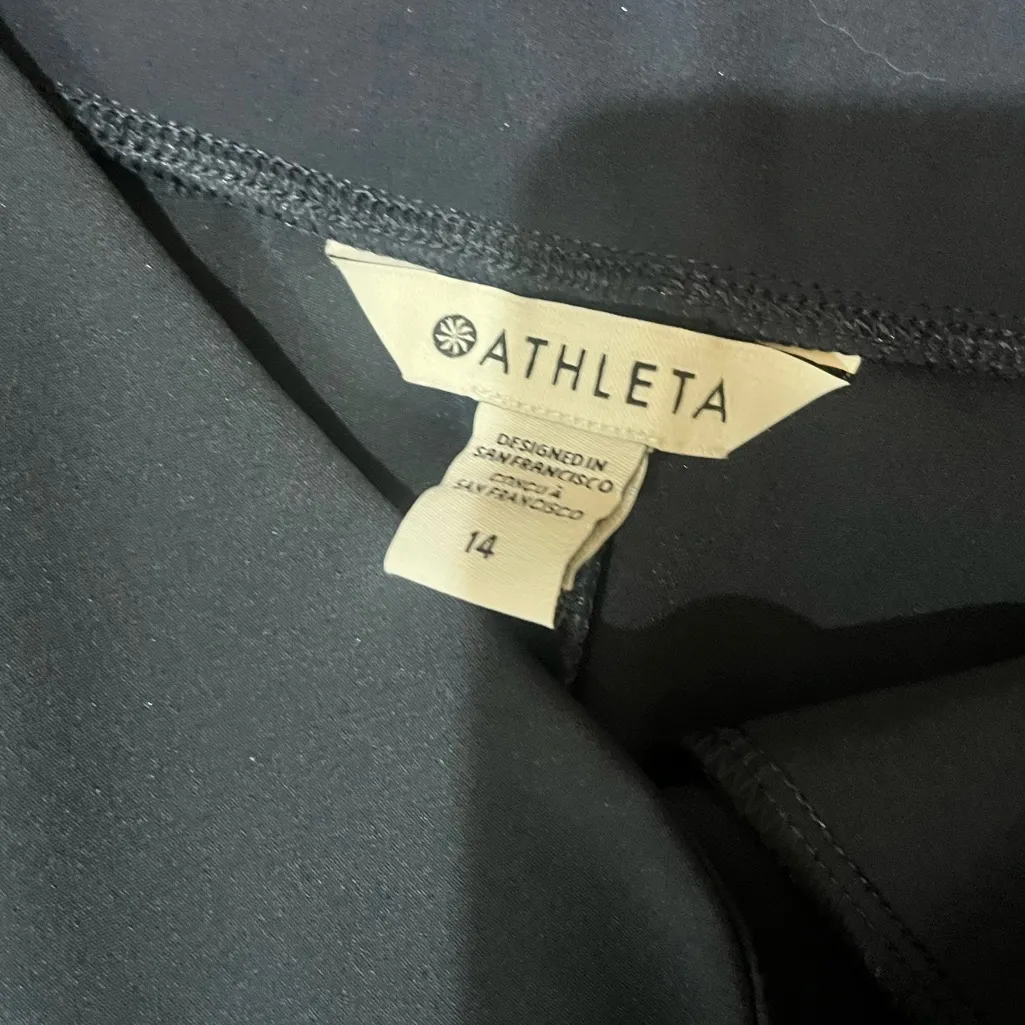 ATHLETA
DESIGNED IN
SAN FRANCISCO
CONÇU À
SAN FRANCISCO
14